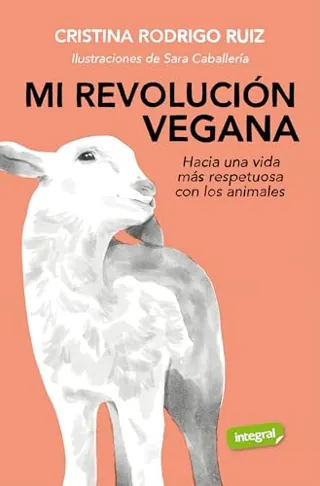 CRISTINA RODRIGO RUIZ
Ilustraciones de Sara Caballería
MI REVOLUCIÓN
VEGANA
Hacia una vida
más respetuosa
con los animales
integral